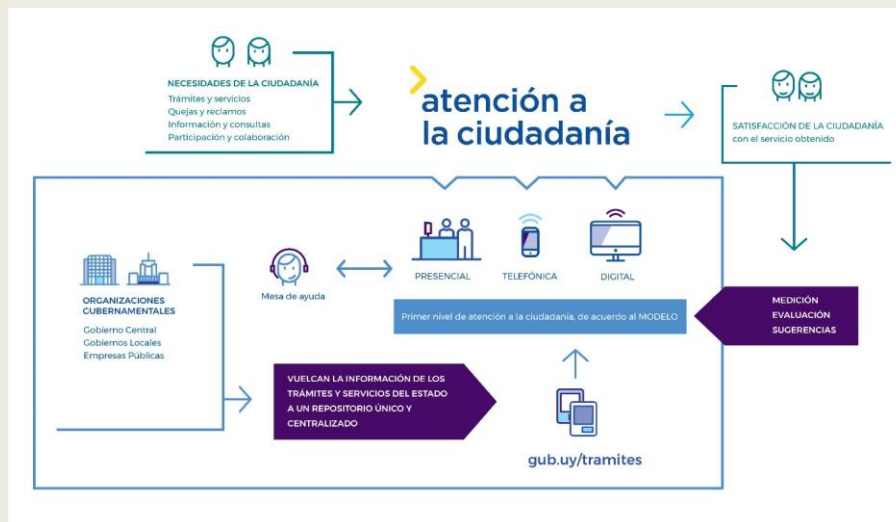 NECESIDADES DE LA CIUDADANÍA
Trámites y servicios
Quejas y reclamos
Información y consultas
Participación y colaboración
atención a
la ciudadanía
SATISFACCIÓN DE LA CIUDADANÍA
con el servicio obtenido
ORGANIZACIONES
GUBERNAMENTALES
Gobierno Central
Gobiernos Locales
Empresas Públicas
Mesa de ayuda
PRESENCIAL
TELEFÓNICA
DIGITAL
Primer nivel de atención a la ciudadanía, de acuerdo al MODELO
MEDICIÓN
EVALUACIÓN
SUGERENCIAS
VUELCAN LA INFORMACIÓN DE LOS
TRÁMITES Y SERVICIOS DEL ESTADO
A UN REPOSITORIO ÚNICO Y
CENTRALIZADO
gub.uy/tramites